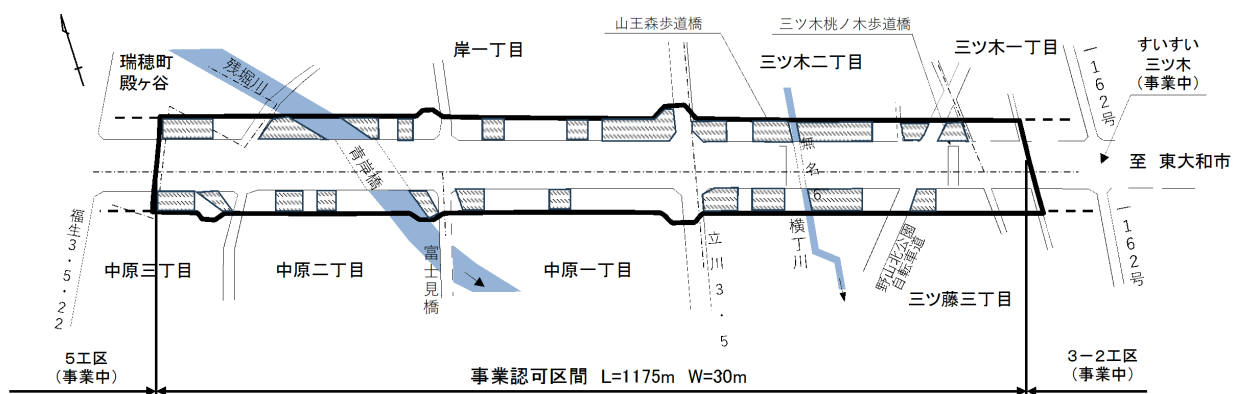 山王森歩道橋
三ツ木桃ノ木歩道橋
瑞穂町
殿ヶ谷
残堀川
岸一丁目
三ツ木二丁目
三ツ木一丁目
一162号
すいすい
三ツ木
(事業中)
青岸橋
無名6
至 東大和市
福生3・5・22
中原三丁目
中原二丁目
富士見橋
中原一丁目
立川3・5
横丁川
野山北公園
自転車道
三ツ藤三丁目
一162号
5工区
(事業中)
事業認可区間 L=1175m W=30m
3-2工区
(事業中)